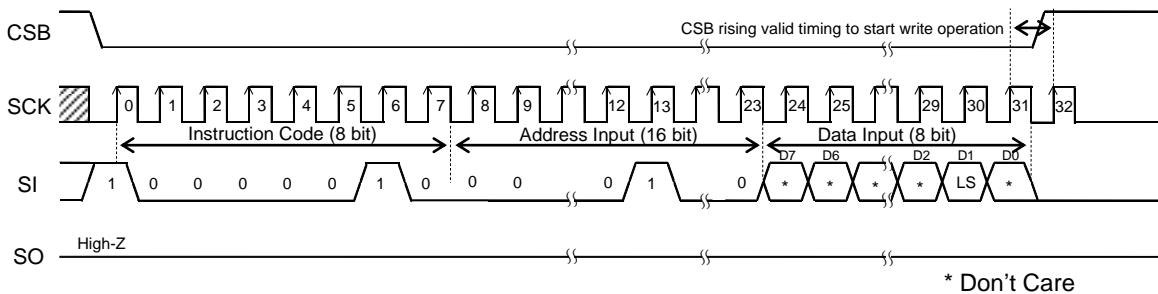 CSB
CSB rising valid timing to start write operation
SCK
0 1 2 3 4 5 6 7 8 9 12 13 23 24 25 29 30 31 32
Instruction Code (8 bit) Address Input (16 bit) Data Input (8 bit)
D7 D6 D2 D1 D0
SI
1 0 0 0 0 0 1 0 0 0 0 1 0 * * * * LS *
High-Z
SO
* Don't Care